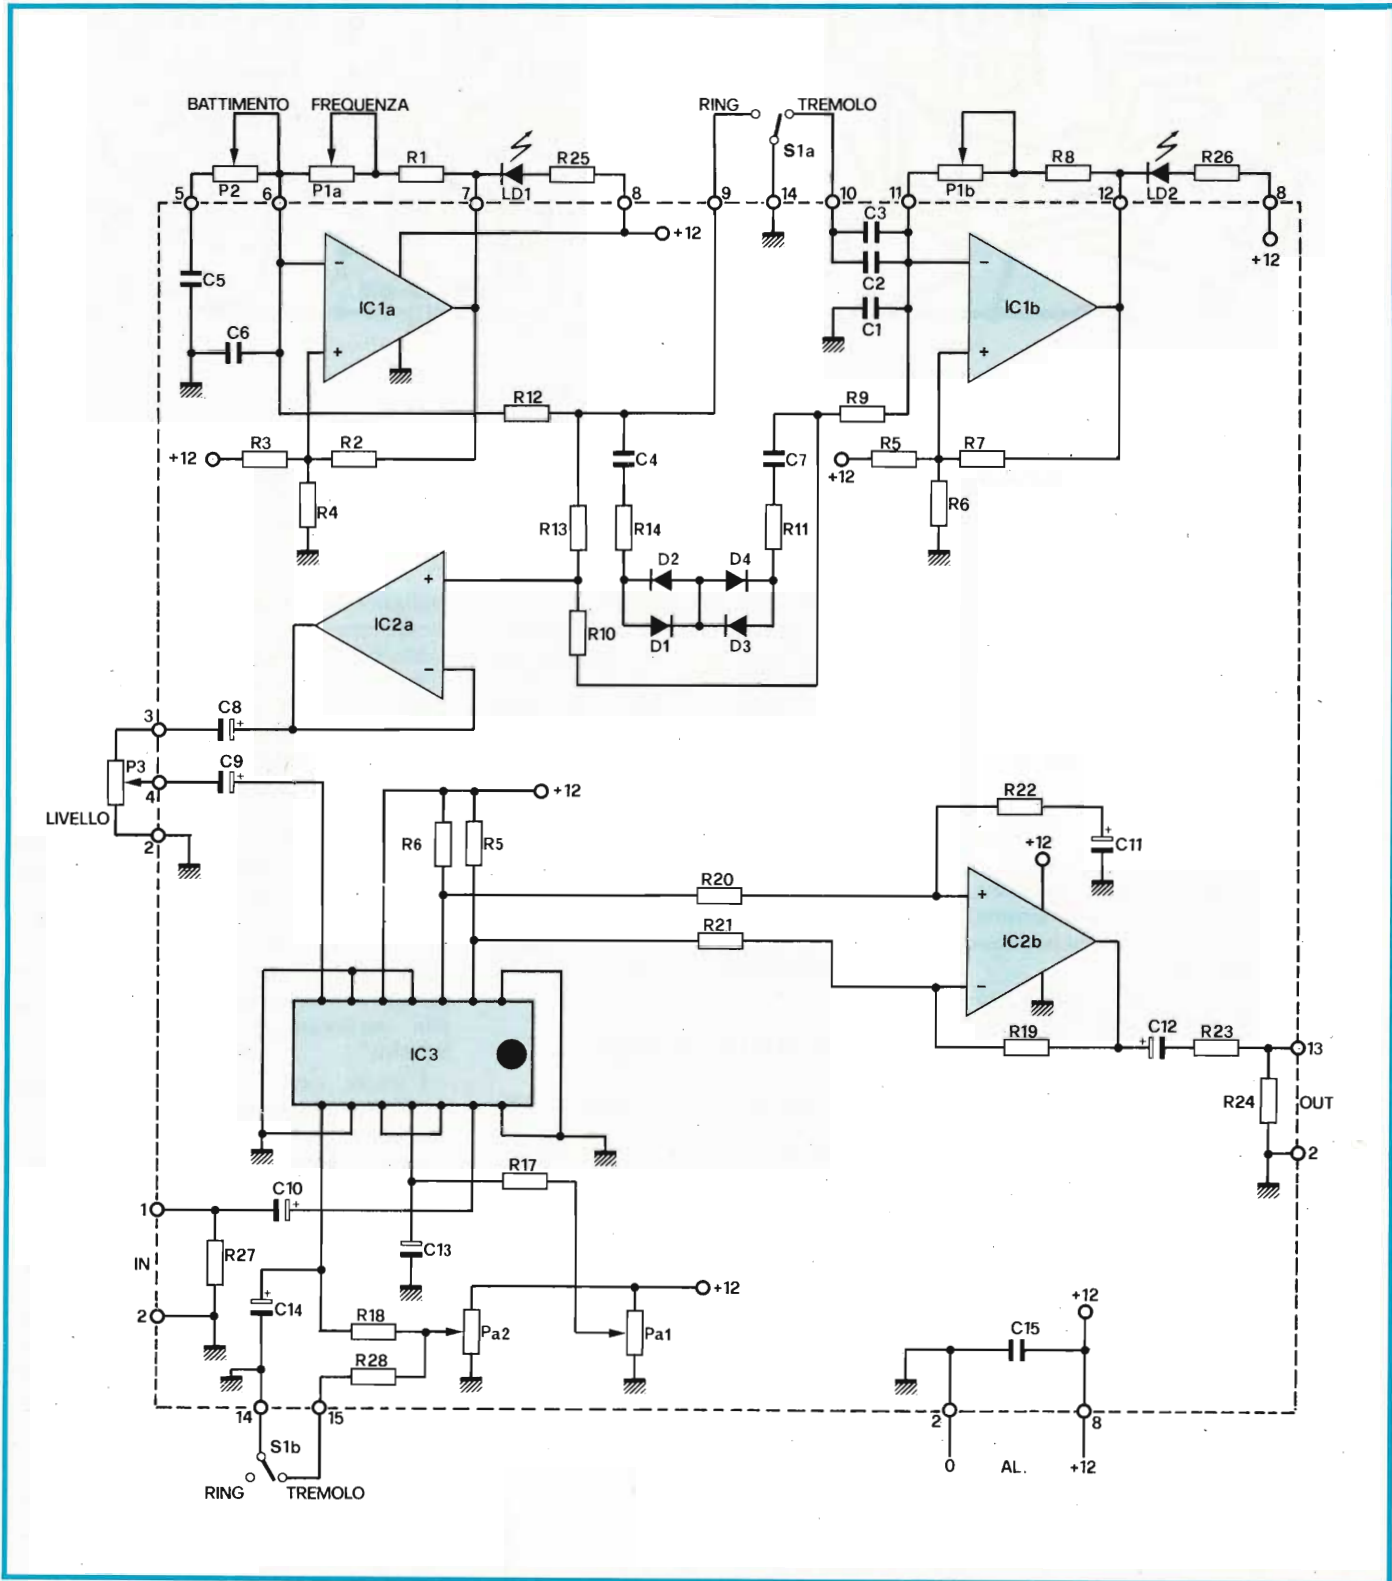 BATTIMENTO FREQUENZA RING TREMOLO
S1a
P2 P1a R1 LD1 R25 P1b R8 LD2 R26
5 6 7 8 9 14 10 11 12 8
+12
+12
C3
C2
C1
C5
C6
IC1a
-
+
IC1b
-
+
R12
R9
+12 R3 R2
R4
C4 C7
+12 R5 R7
R6
R13 R14 R11
D2 D4
D1 D3
IC2a
+
-
R10
3 C8 +
P3
4 C9 +
LIVELLO
2
+12
R6 R5
R22
+12 + C11
R20
R21
+
IC2b
-
R19
+ C12 R23
13
R24 OUT
2
IC3
R17
1 C10 +
R27
IN
2
C13
+ C14
+12
R18
Pa2 Pa1
R28
+12
C15
14 15
2 8
S1b
0 AL. +12
RING TREMOLO